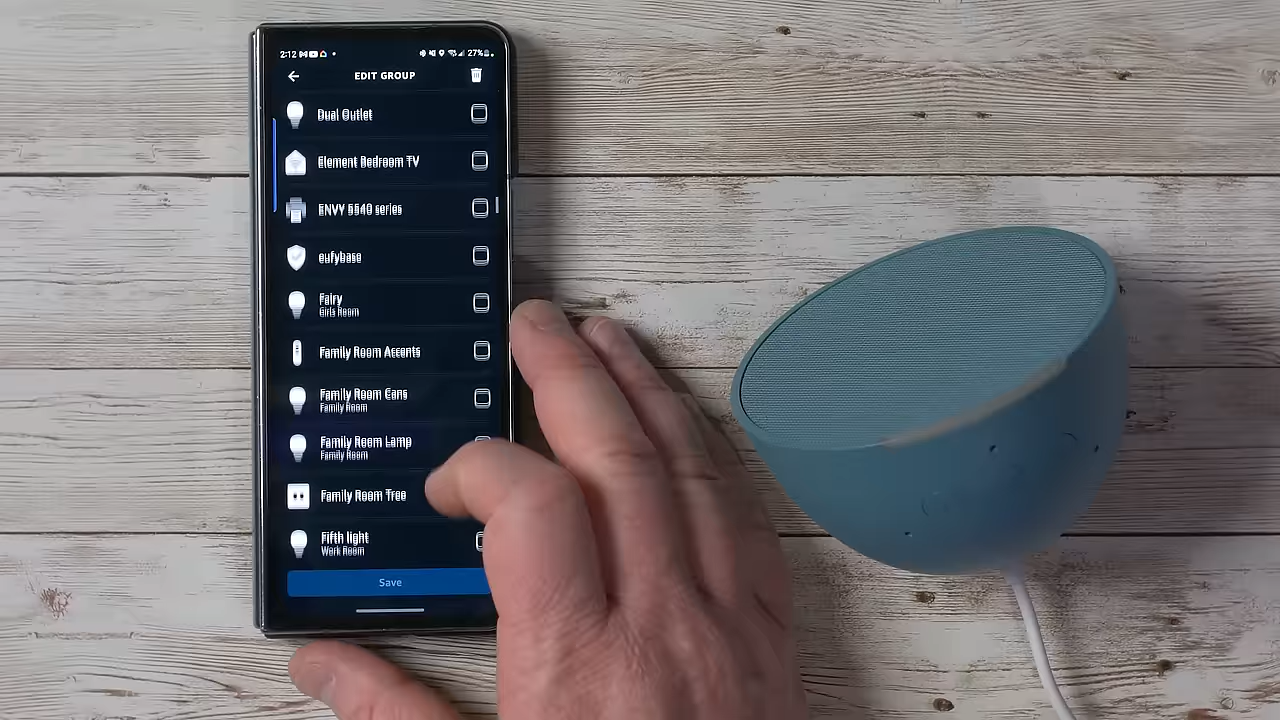 2:12
27%
EDIT GROUP
Dual Outlet
Element Bedroom TV
ENVY 5540 series
eufybase
Fairy
Girls Room
Family Room Accents
Family Room Cans
Family Room
Family Room Lamp
Family Room
Family Room Tree
Fifth light
Work Room
Save